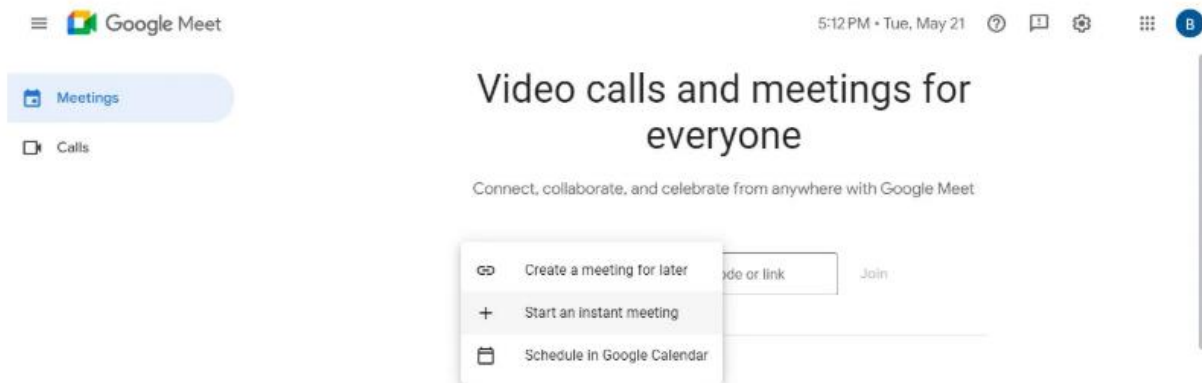 Google Meet
5:12 PM • Tue, May 21
B
Meetings
Calls
Video calls and meetings for
everyone
Connect, collaborate, and celebrate from anywhere with Google Meet
Create a meeting for later
or link
Join
Start an instant meeting
Schedule in Google Calendar